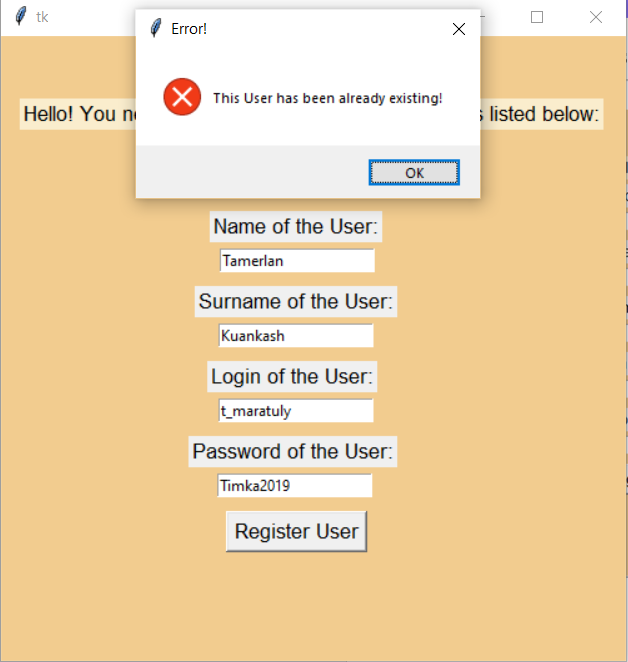 tk
Error!
This User has been already existing!
Hello! You listed below:
OK
Name of the User:
Tamerlan
Surname of the User:
Kuankash
Login of the User:
t_maratuly
Password of the User:
Timka2019
Register User